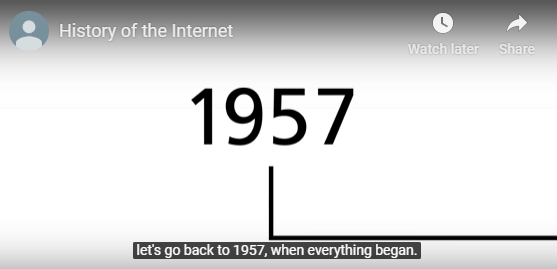 History of the Internet
Watch later
Share
1957
let's go back to 1957, when everything began.